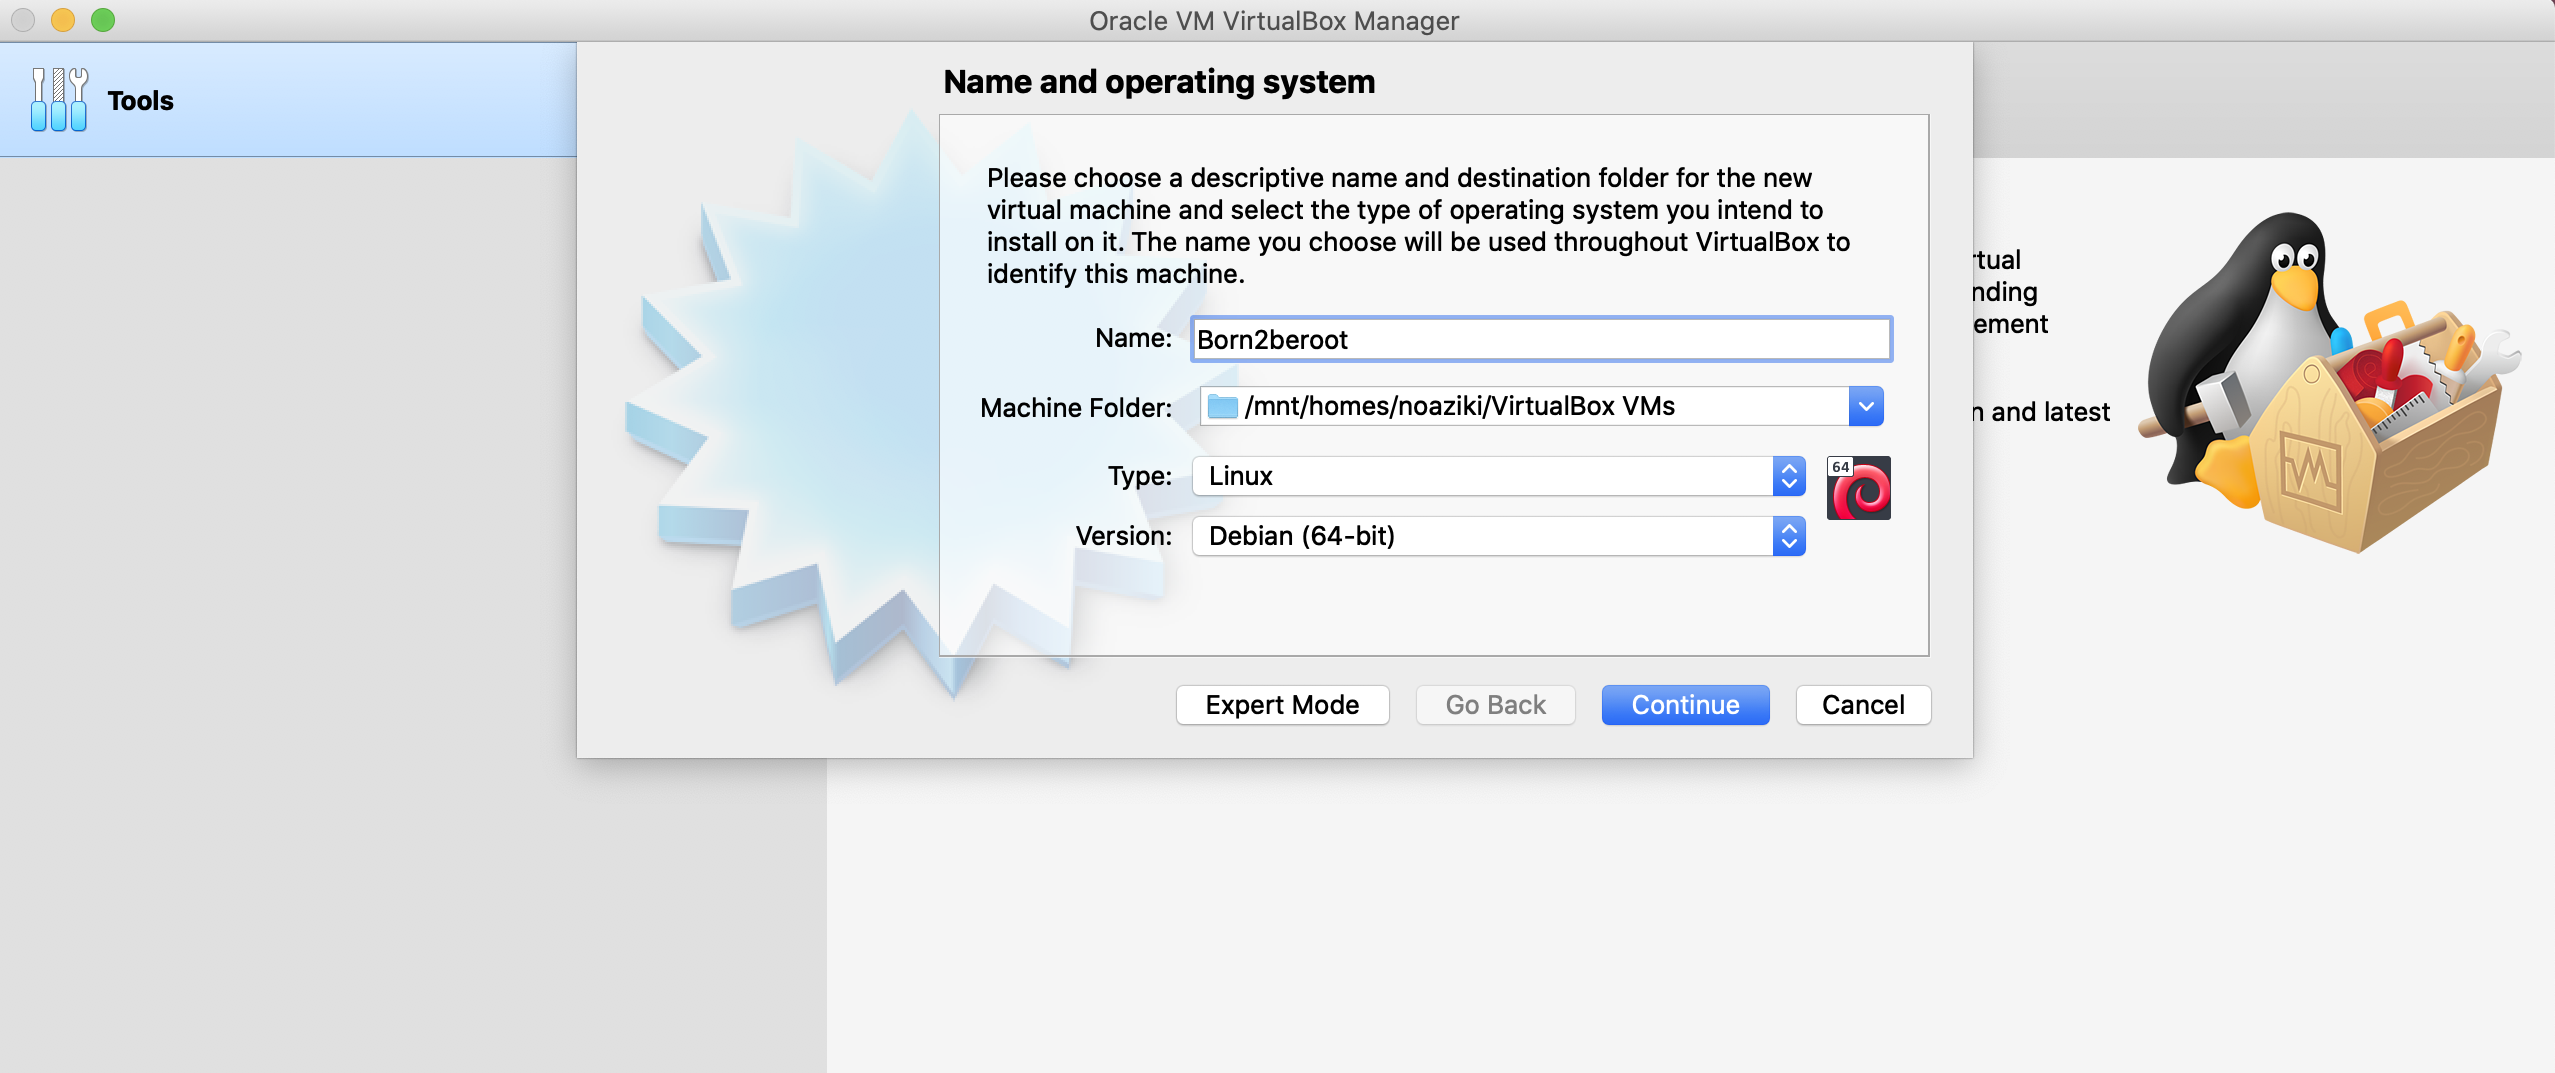 Oracle VM VirtualBox Manager
Tools
Name and operating system
Please choose a descriptive name and destination folder for the new
virtual machine and select the type of operating system you intend to
install on it. The name you choose will be used throughout VirtualBox to
identify this machine.
Name: Born2beroot
Machine Folder: /mnt/homes/noaziki/VirtualBox VMs
Type: Linux
64
Version: Debian (64-bit)
Expert Mode
Go Back
Continue
Cancel
rtual
nding
ement
n and latest